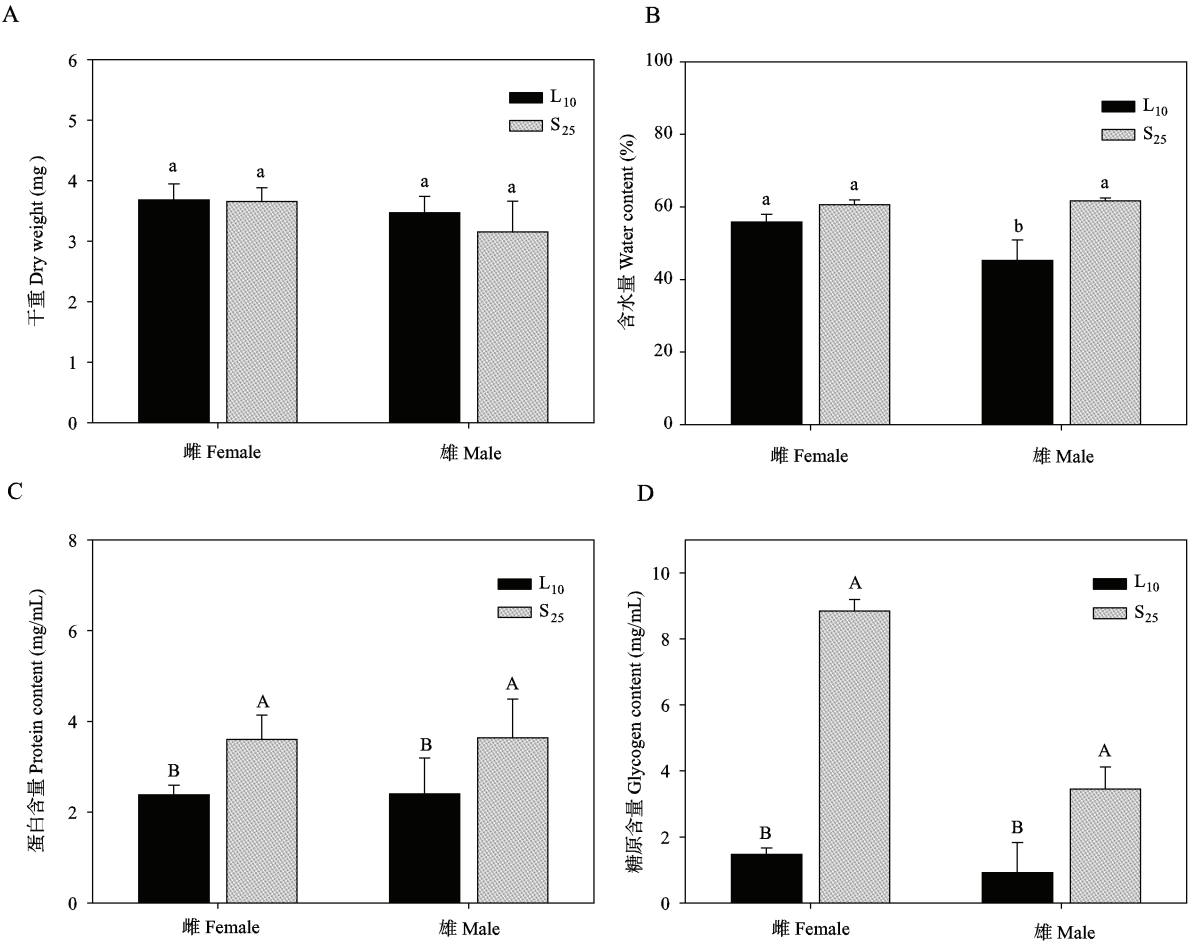 A
干重 Dry weight (mg )
6
5
4
3
2
1
0
L10
S25
a
a
a
a
雌 Female
雄 Male
B
含水量 Water content (%)
100
80
60
40
20
0
L10
S25
a
a
b
a
雌 Female
雄 Male
C
蛋白含量 Protein content (mg/mL)
8
6
4
2
0
L10
S25
B
A
B
A
雌 Female
雄 Male
D
糖原含量 Glycogen content (mg/mL)
10
8
6
4
2
0
L10
S25
B
A
B
A
雌 Female
雄 Male